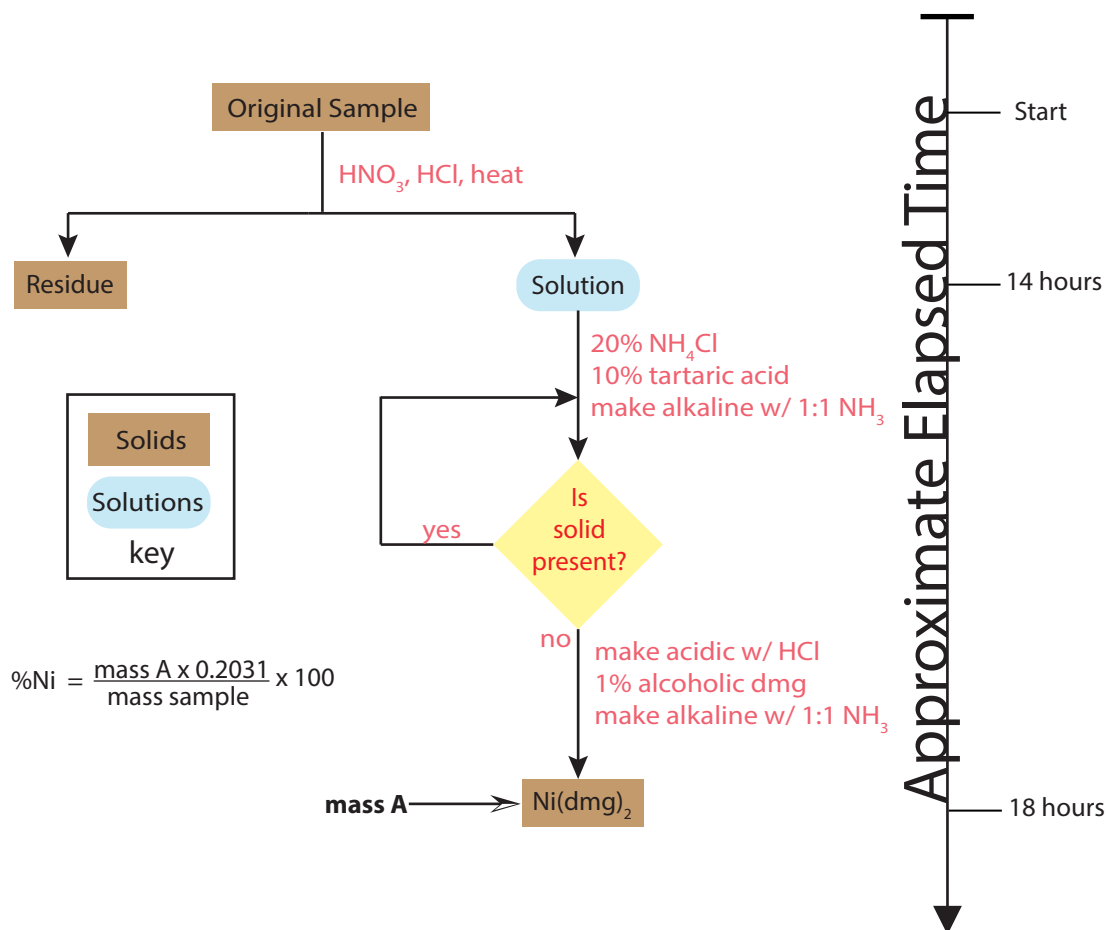 Original Sample
HNO₃, HCl, heat
Residue
Solution
20% NH₄Cl
10% tartaric acid
make alkaline w/ 1:1 NH₃
Solids
Solutions
key
Is
solid
present?
yes
no
make acidic w/ HCl
1% alcoholic dmg
make alkaline w/ 1:1 NH₃
%Ni = mass A x 0.2031 / mass sample x 100
mass A
Ni(dmg)₂
Approximate Elapsed Time
Start
14 hours
18 hours